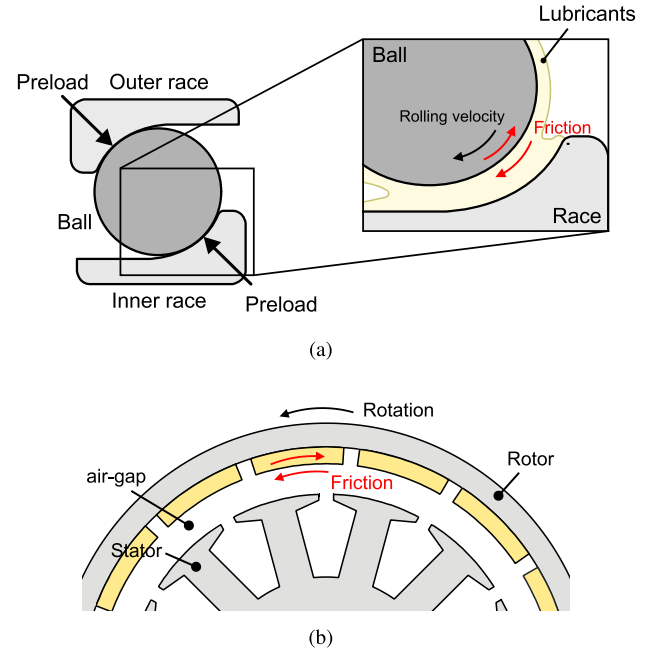 Lubricants
Preload
Outer race
Ball
Rolling velocity
Friction
Ball
Race
Inner race
Preload
(a)
Rotation
Rotor
air-gap
Friction
Stator
(b)